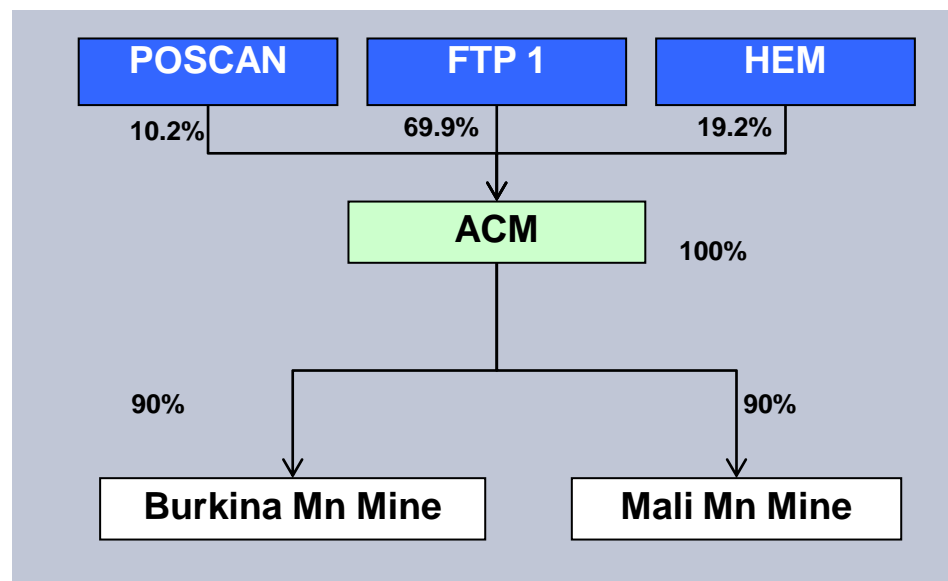 POSCAN
FTP 1
HEM
10.2%
69.9%
19.2%
ACM
100%
90%
90%
Burkina Mn Mine
Mali Mn Mine